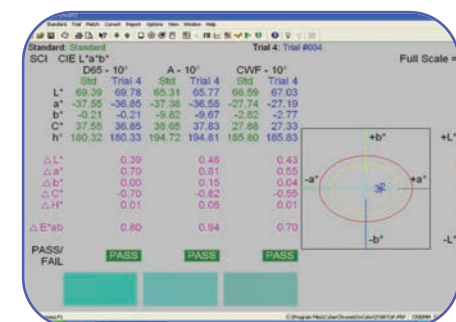 Standard Trial Match Convert Report Options View Window Help
Standard: Standard Trial 4: Trial #004
SCI CIE L*a*b* Full Scale =
D65 - 10° A - 10° CWF - 10°
Std Trial 4 Std Trial 4 Std Trial 4
L* 69.39 69.78 65.31 65.77 66.59 67.03
a* -37.55 -36.85 -37.38 -36.58 -27.74 -27.19
b* -0.21 -0.21 -9.82 -9.67 -2.82 -2.77
C* 37.55 36.85 38.65 37.83 27.88 27.33
h° 180.32 180.33 194.72 194.81 185.80 185.83
+b* +L*
△L* 0.39 0.46 0.43
△a* 0.70 0.81 0.55
-a* +a*
△b* 0.00 0.15 0.04
△C* -0.70 -0.82 -0.55
△H* 0.01 0.06 0.01
△E*ab 0.80 0.94 0.70
-b* -L*
PASS/
FAIL PASS PASS PASS